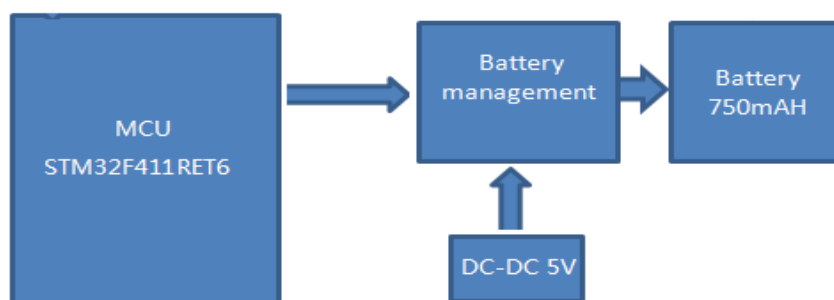 MCU
STM32F411RET6
Battery
management
Battery
750mAH
DC-DC 5V